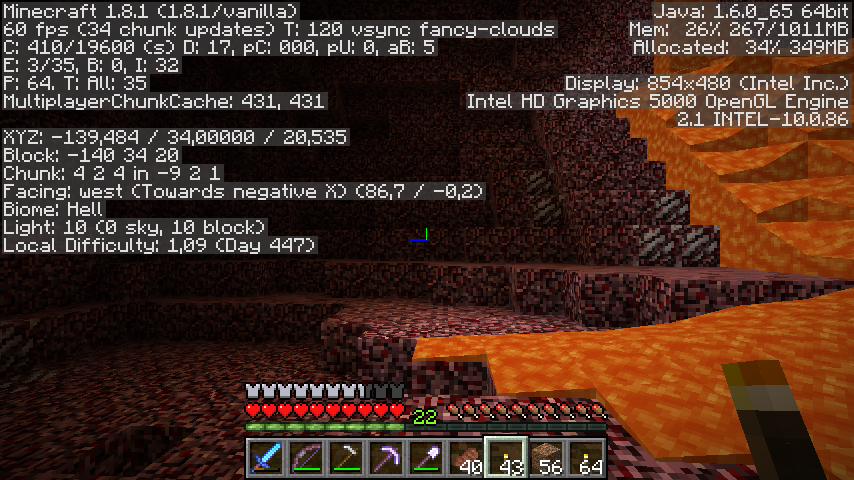 Minecraft 1.8.1 (1.8.1/vanilla)
60 fps (34 chunk updates) T: 120 vsync fancy-clouds
C: 410/19600 (s) D: 17, pC: 000, pU: 0, aB: 5
E: 3/35, B: 0, I: 32
P: 64. T: All: 35
MultiplayerChunkCache: 431, 431
XYZ: -139,484 / 34,00000 / 20,535
Block: -140 34 20
Chunk: 4 2 4 in -9 2 1
Facing: west (Towards negative X) (86,7 / -0,2)
Biome: Hell
Light: 10 (0 sky, 10 block)
Local Difficulty: 1,09 (Day 447)
Java: 1.6.0_65 64bit
Mem: 26% 267/1011MB
Allocated: 34% 349MB
Display: 854x480 (Intel Inc.)
Intel HD Graphics 5000 OpenGL Engine
2.1 INTEL-10.0.86
22
40 43 56 64